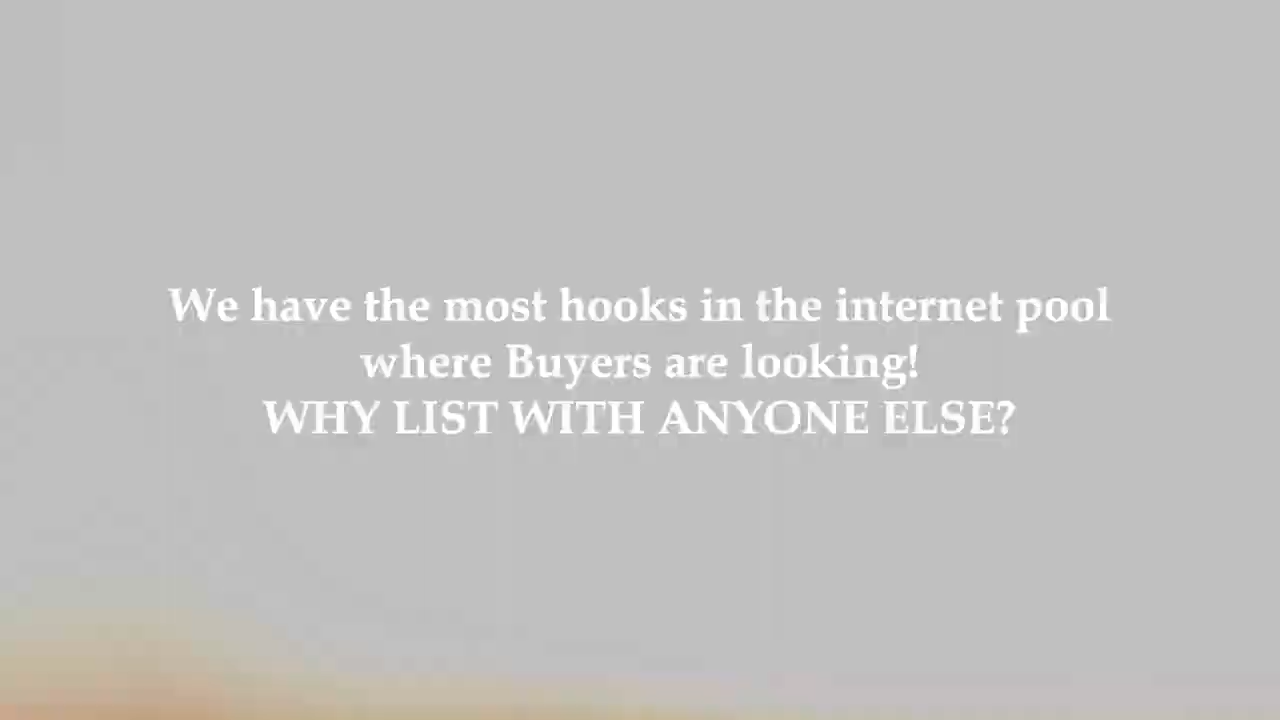 We have the most hooks in the internet pool
where Buyers are looking!
WHY LIST WITH ANYONE ELSE?